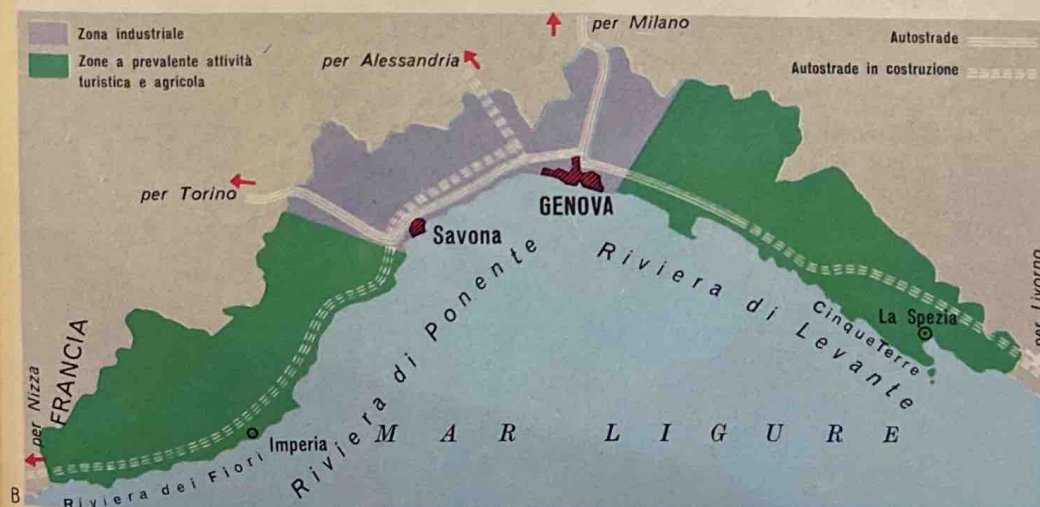 Zona industriale
Zone a prevalente attività
turistica e agricola
per Milano
per Alessandria
Autostrade
Autostrade in costruzione
per Torino
GENOVA
Savona
Riviera di Ponente
Riviera di Levante
Cinque Terre
La Spezia
per Livorno
FRANCIA
per Nizza
Imperia
MAR LIGURE
Riviera dei Fiori
B